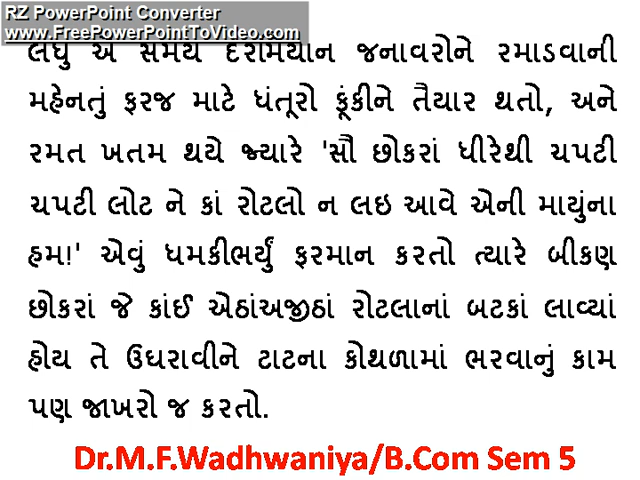 RZ PowerPoint Converter
www.FreePowerPointToVideo.com
લઘુ એ સમય દરમિયાન જનાવરોને રમાડવાની
મહેનતું ફરજ માટે ધંતૂરો ફૂંકીને તૈયાર થતો, અને
રમત ખતમ થયે જ્યારે 'સૌ છોકરાં ધીરેથી ચપટી
ચપટી લોટ ને કાં રોટલો ન લઇ આવે એની માયુંના
હમ!' એવું ધમકીભર્યું ફરમાન કરતો ત્યારે બીકણ
છોકરાં જે કાંઈ એઠાંઅજીઠાં રોટલાનાં બટકાં લાવ્યાં
હોય તે ઉઘરાવીને ટાટના કોથળામાં ભરવાનું કામ
પણ જાખરો જ કરતો.
Dr.M.F.Wadhwaniya/B.Com Sem 5